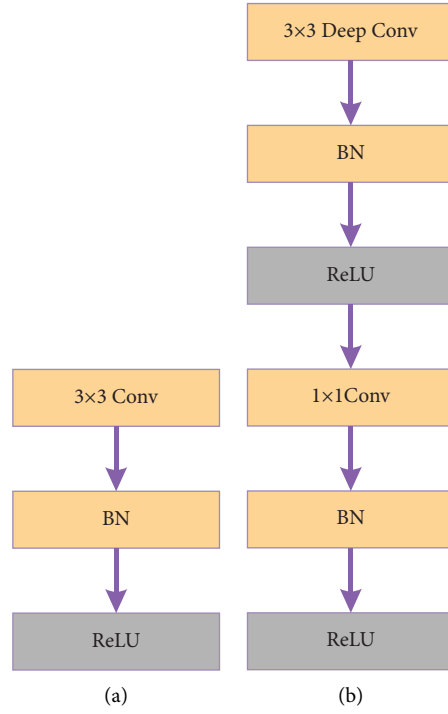 3×3 Deep Conv
BN
ReLU
3×3 Conv
1×1Conv
BN
BN
ReLU
ReLU
(a)
(b)